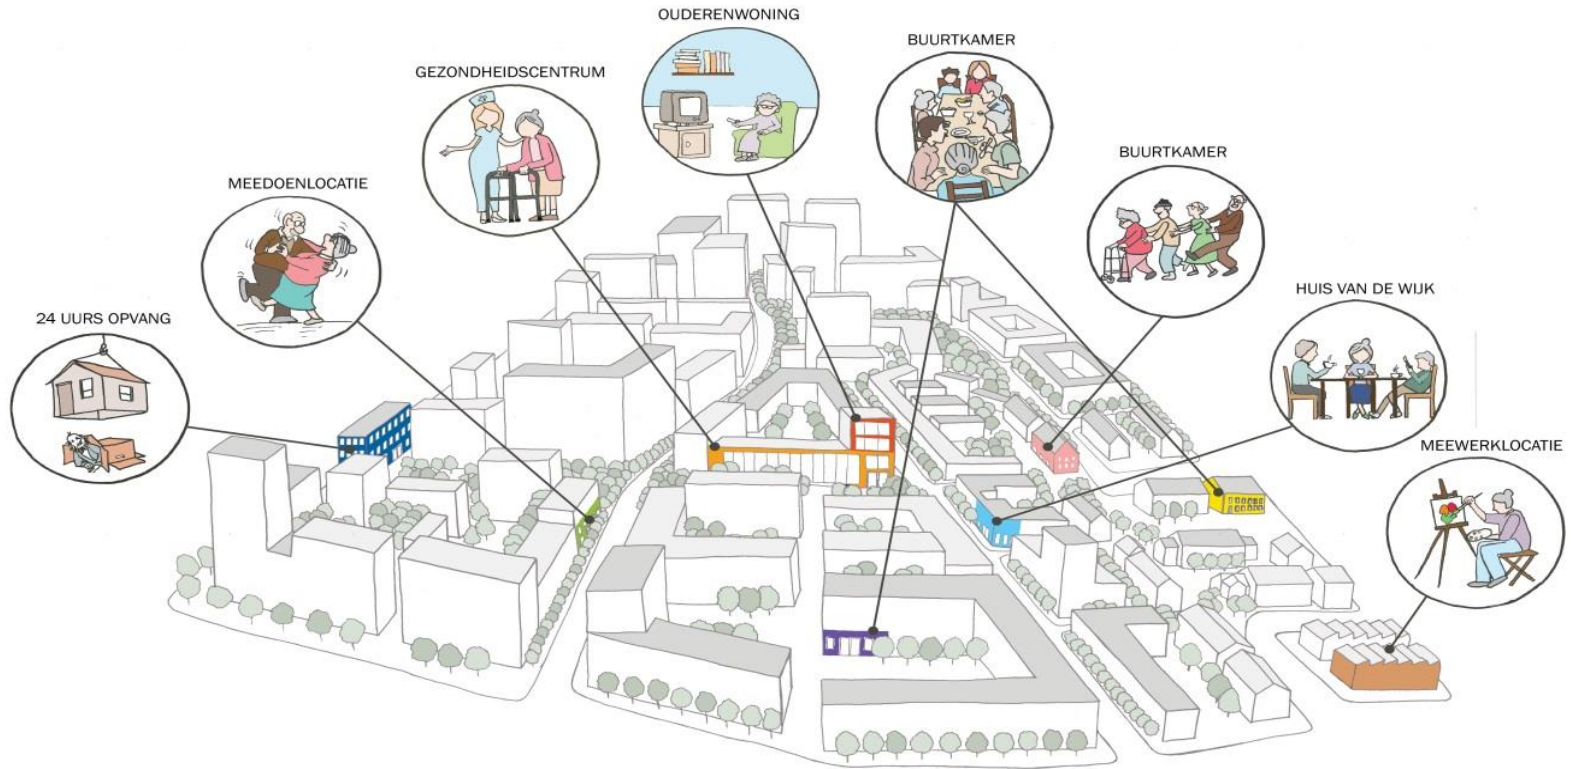 OUDERENWONING
BUURTKAMER
GEZONDHEIDSCENTRUM
BUURTKAMER
MEEDOENLOCATIE
HUIS VAN DE WIJK
24 UURS OPVANG
MEEWERKLOCATIE